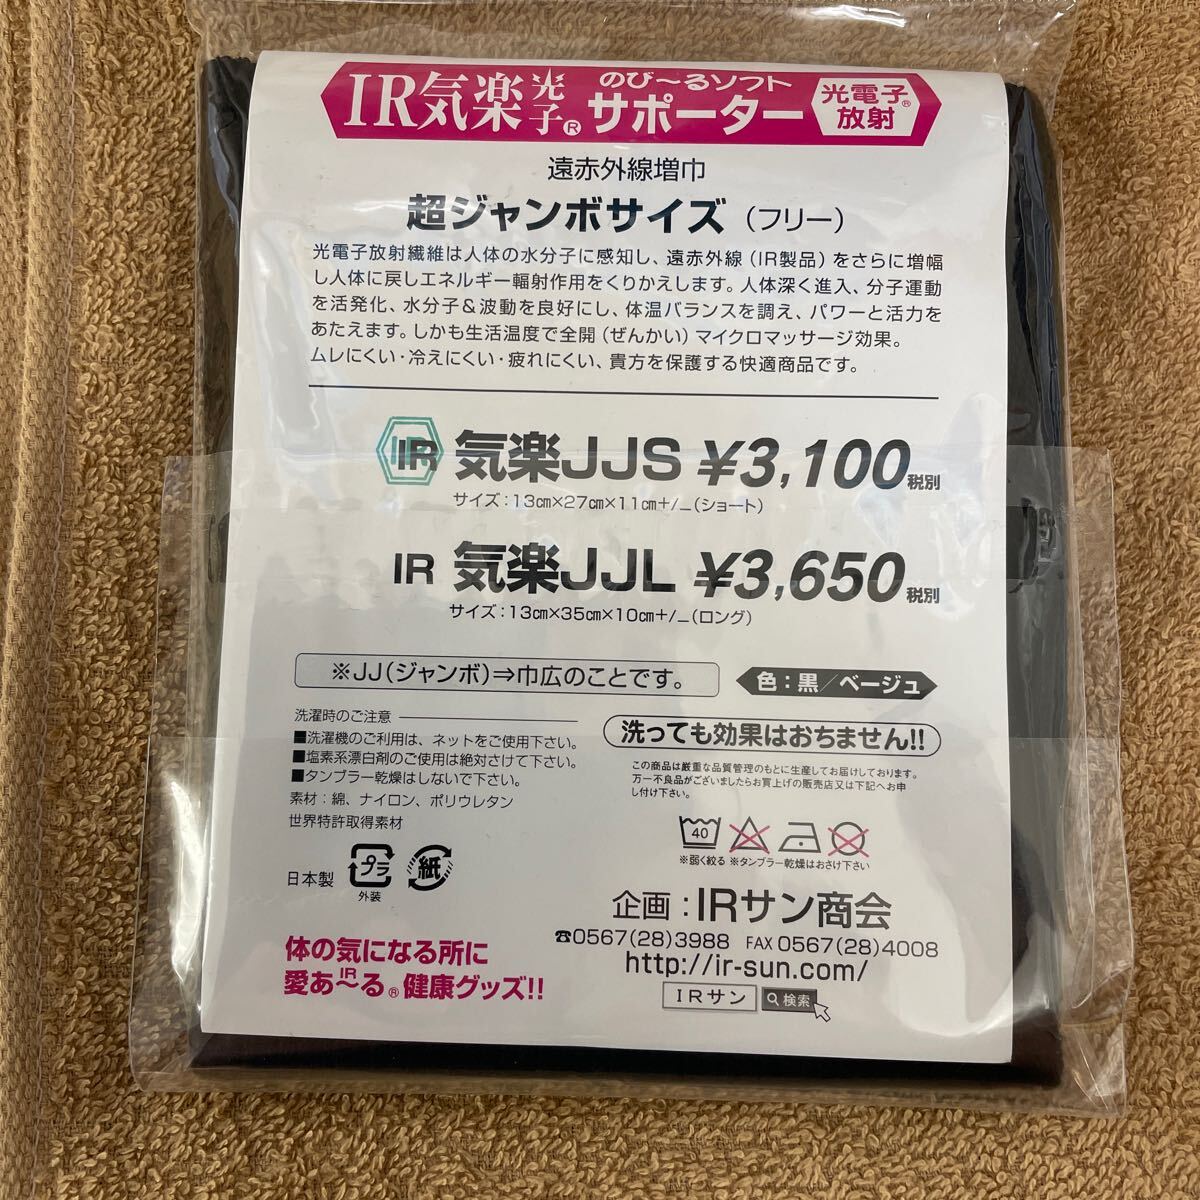 IR気楽光子® のび～るソフト サポーター 光電子® 放射
遠赤外線増巾
超ジャンボサイズ（フリー）
光電子放射繊維は人体の水分子に感知し、遠赤外線（IR製品）をさらに増幅
し人体に戻しエネルギー輻射作用をくりかえします。人体深く進入、分子運動
を活発化、水分子＆波動を良好にし、体温バランスを調え、パワーと活力を
あたえます。しかも生活温度で全開（ぜんかい）マイクロマッサージ効果。
ムレにくい・冷えにくい・疲れにくい、貴方を保護する快適商品です。
IR 気楽JJS ¥3,100税別
サイズ：13㎝×27㎝×11㎝+/_（ショート）
IR 気楽JJL ¥3,650税別
サイズ：13㎝×35㎝×10㎝+/_（ロング）
※JJ（ジャンボ）⇒巾広のことです。
色：黒／ベージュ
洗濯時のご注意
■洗濯機のご利用は、ネットをご使用下さい。
■塩素系漂白剤のご使用は絶対さけて下さい。
■タンブラー乾燥はしないで下さい。
素材：綿、ナイロン、ポリウレタン
世界特許取得素材
日本製 プラ 外装 紙
洗っても効果はおちません!!
この商品は厳重な品質管理のもとに生産してお届けしております。
万一不良品がございましたらお買上げの販売店又は下記へお申
し付け下さい。
40
※弱く絞る ※タンブラー乾燥はおさけ下さい
体の気になる所に
愛あIR～る® 健康グッズ!!
企画：IRサン商会
☎0567(28)3988 FAX 0567(28)4008
http://ir-sun.com/
IRサン 検索